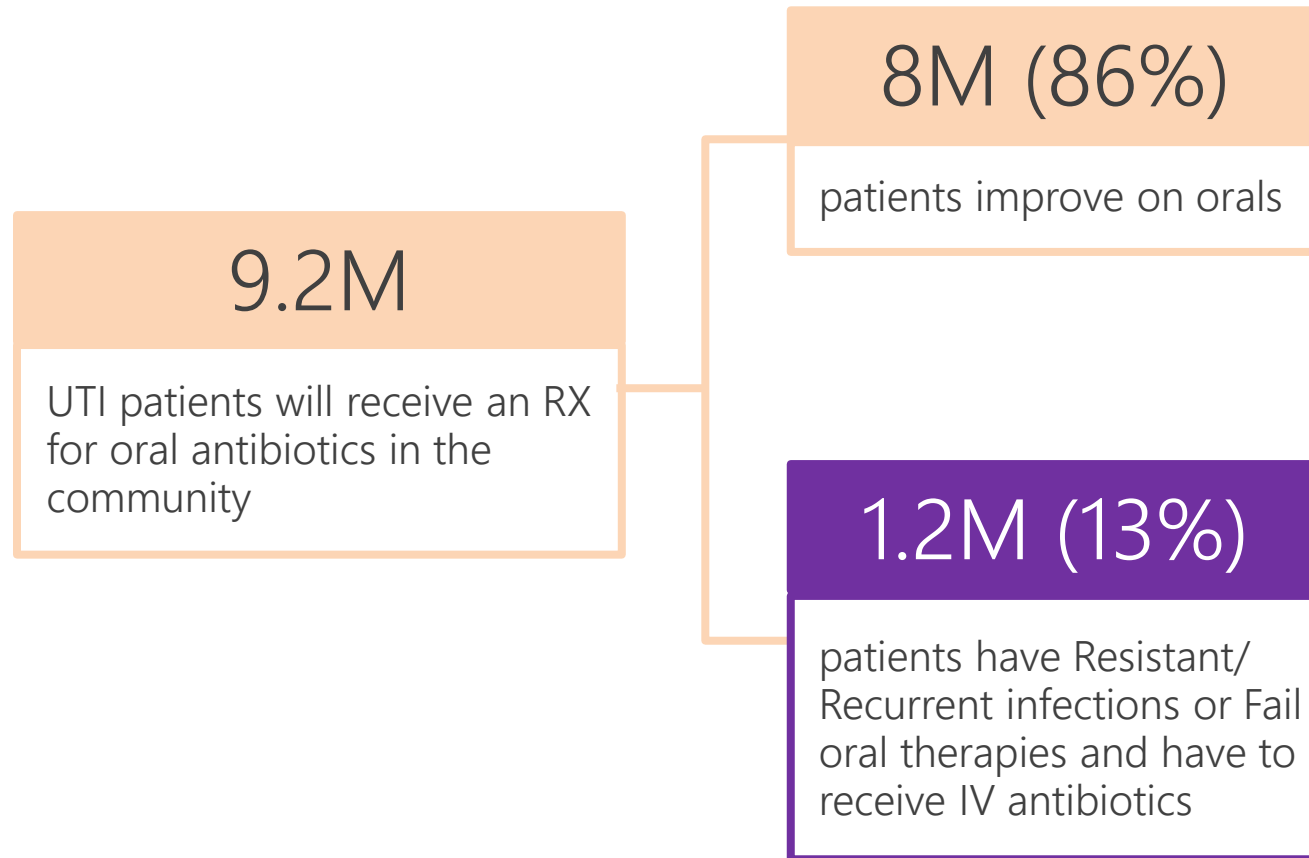 9.2M
UTI patients will receive an RX
for oral antibiotics in the
community
8M (86%)
patients improve on orals
1.2M (13%)
patients have Resistant/
Recurrent infections or Fail
oral therapies and have to
receive IV antibiotics